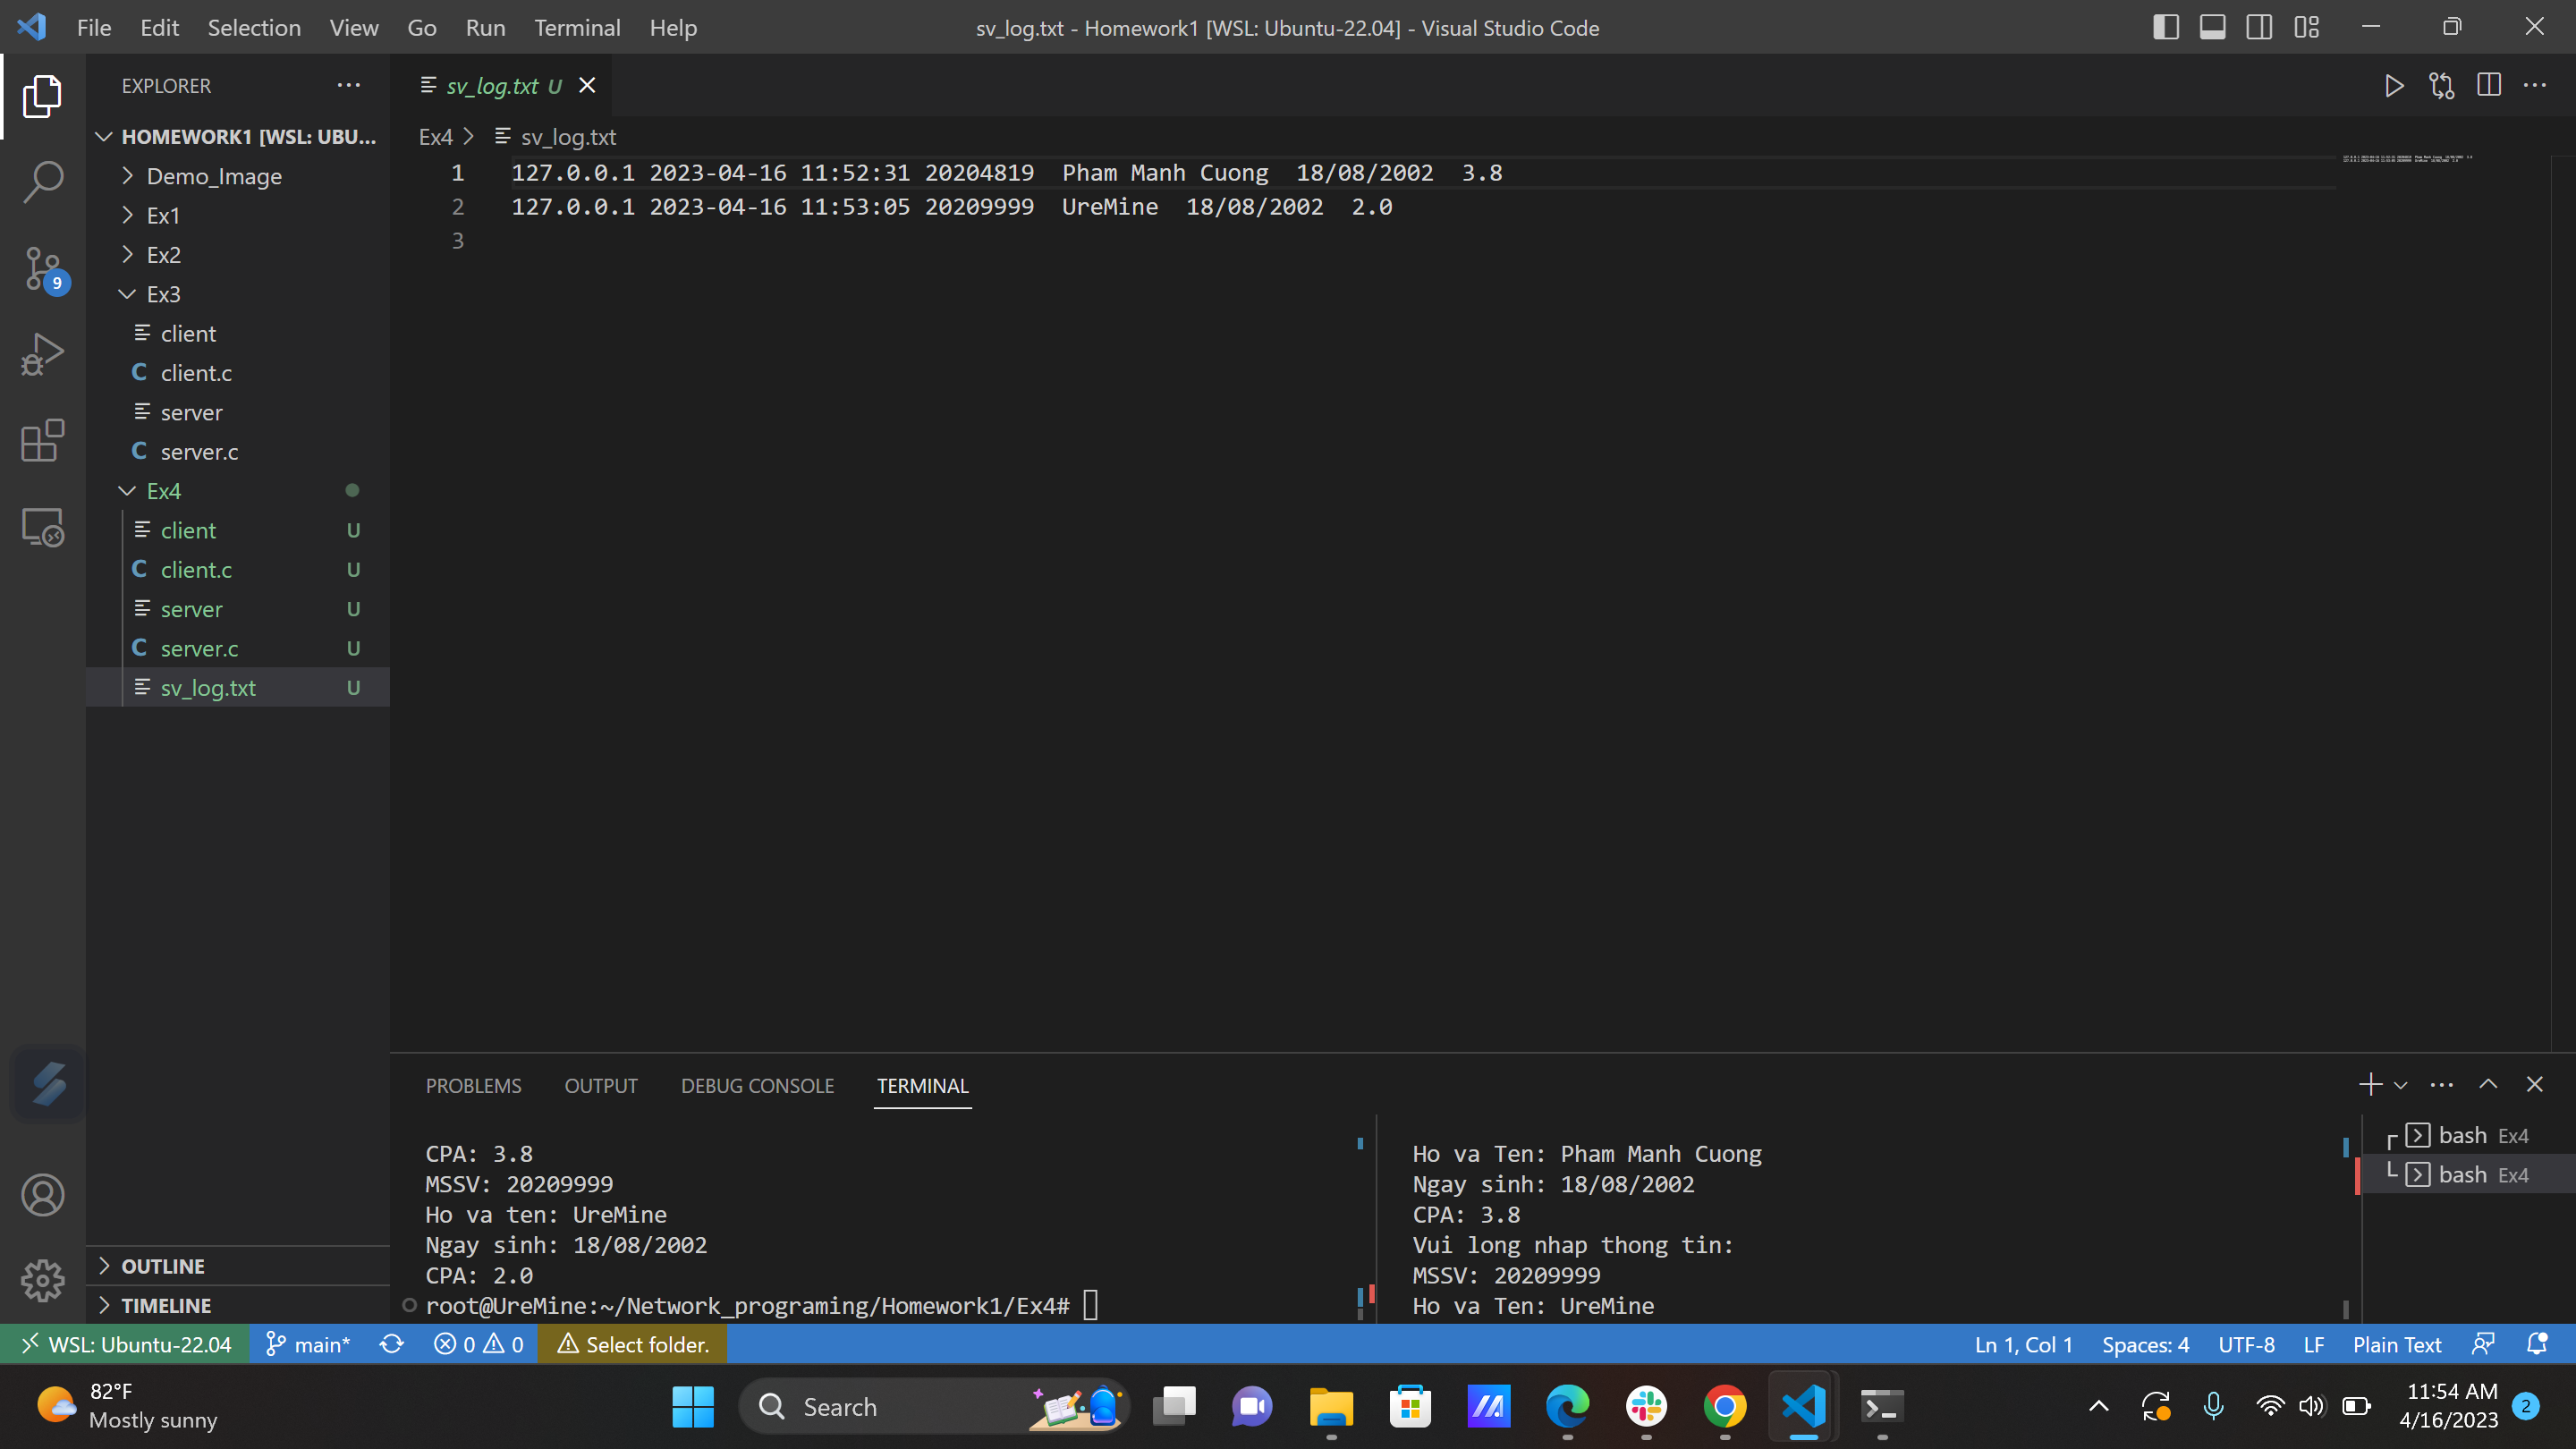 File Edit Selection View Go Run Terminal Help
sv_log.txt - Homework1 [WSL: Ubuntu-22.04] - Visual Studio Code
EXPLORER
HOMEWORK1 [WSL: UBU...
Demo_Image
Ex1
Ex2
Ex3
client
C client.c
server
C server.c
Ex4
client U
C client.c U
server U
C server.c U
sv_log.txt U
OUTLINE
TIMELINE
9
sv_log.txt U
Ex4 > sv_log.txt
1 127.0.0.1 2023-04-16 11:52:31 20204819  Pham Manh Cuong  18/08/2002  3.8
2 127.0.0.1 2023-04-16 11:53:05 20209999  UreMine  18/08/2002  2.0
3
PROBLEMS OUTPUT DEBUG CONSOLE TERMINAL
CPA: 3.8
MSSV: 20209999
Ho va ten: UreMine
Ngay sinh: 18/08/2002
CPA: 2.0
root@UreMine:~/Network_programing/Homework1/Ex4#
Ho va Ten: Pham Manh Cuong
Ngay sinh: 18/08/2002
CPA: 3.8
Vui long nhap thong tin:
MSSV: 20209999
Ho va Ten: UreMine
bash Ex4
bash Ex4
WSL: Ubuntu-22.04 main* 0 0 Select folder.
Ln 1, Col 1 Spaces: 4 UTF-8 LF Plain Text
82°F
Mostly sunny
Search
11:54 AM
4/16/2023
2